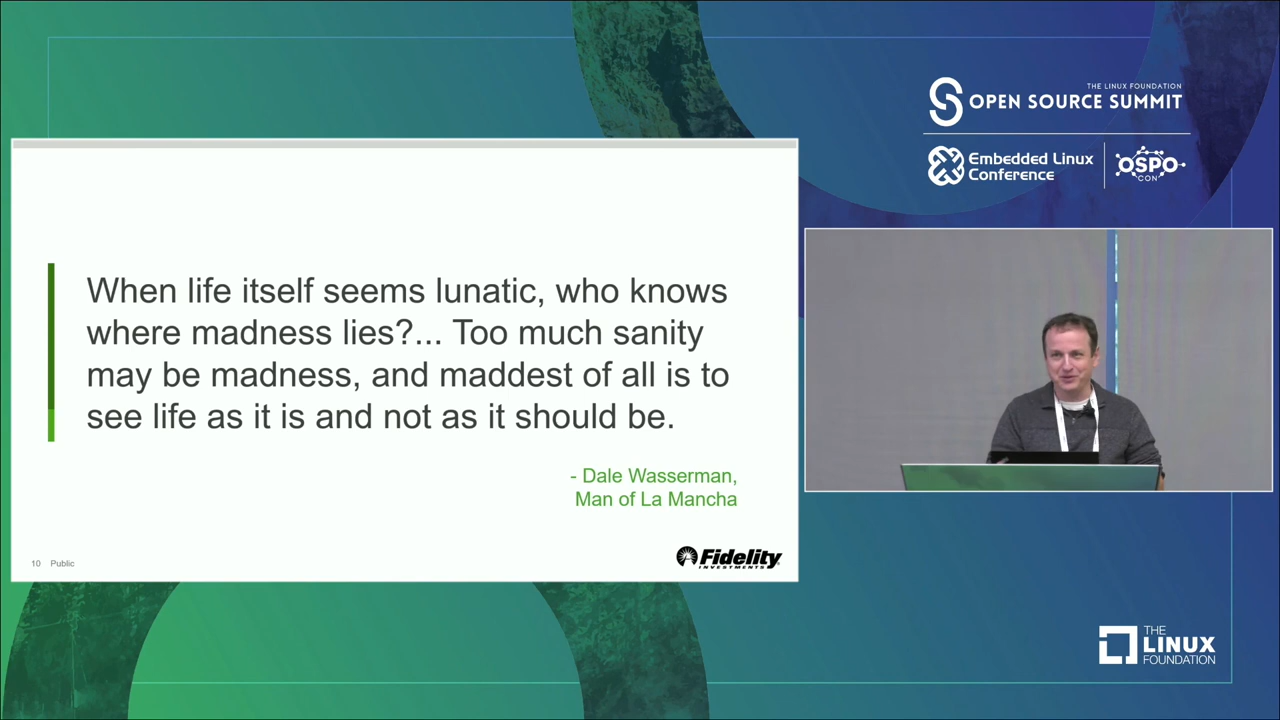 THE LINUX FOUNDATION
OPEN SOURCE SUMMIT
Embedded Linux
Conference
OSPO
CON
When life itself seems lunatic, who knows
where madness lies?... Too much sanity
may be madness, and maddest of all is to
see life as it is and not as it should be.
- Dale Wasserman,
Man of La Mancha
10 Public
Fidelity
INVESTMENTS
THE
LINUX
FOUNDATION